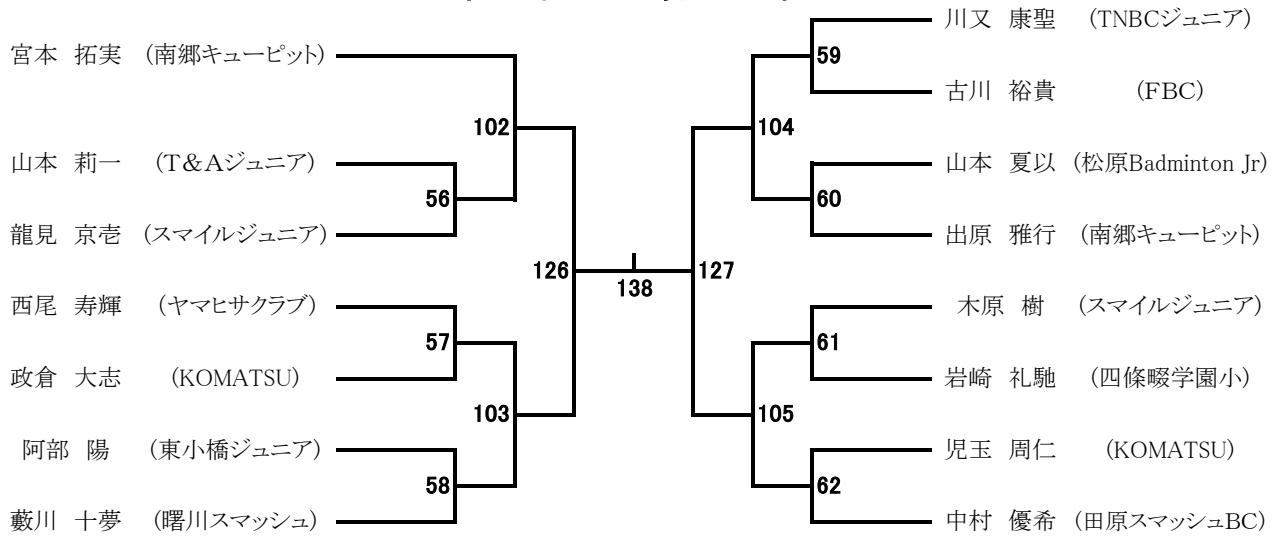 宮本 拓実 (南郷キューピット)
102
山本 莉一 (T&Aジュニア)
56
龍見 京壱 (スマイルジュニア)
126
西尾 寿輝 (ヤマヒサクラブ)
57
政倉 大志 (KOMATSU)
103
阿部 陽 (東小橋ジュニア)
58
藪川 十夢 (曙川スマッシュ)
138
川又 康聖 (TNBCジュニア)
59
古川 裕貴 (FBC)
104
山本 夏以 (松原Badminton Jr)
60
出原 雅行 (南郷キューピット)
127
木原 樹 (スマイルジュニア)
61
岩崎 礼馳 (四條畷学園小)
105
児玉 周仁 (KOMATSU)
62
中村 優希 (田原スマッシュBC)